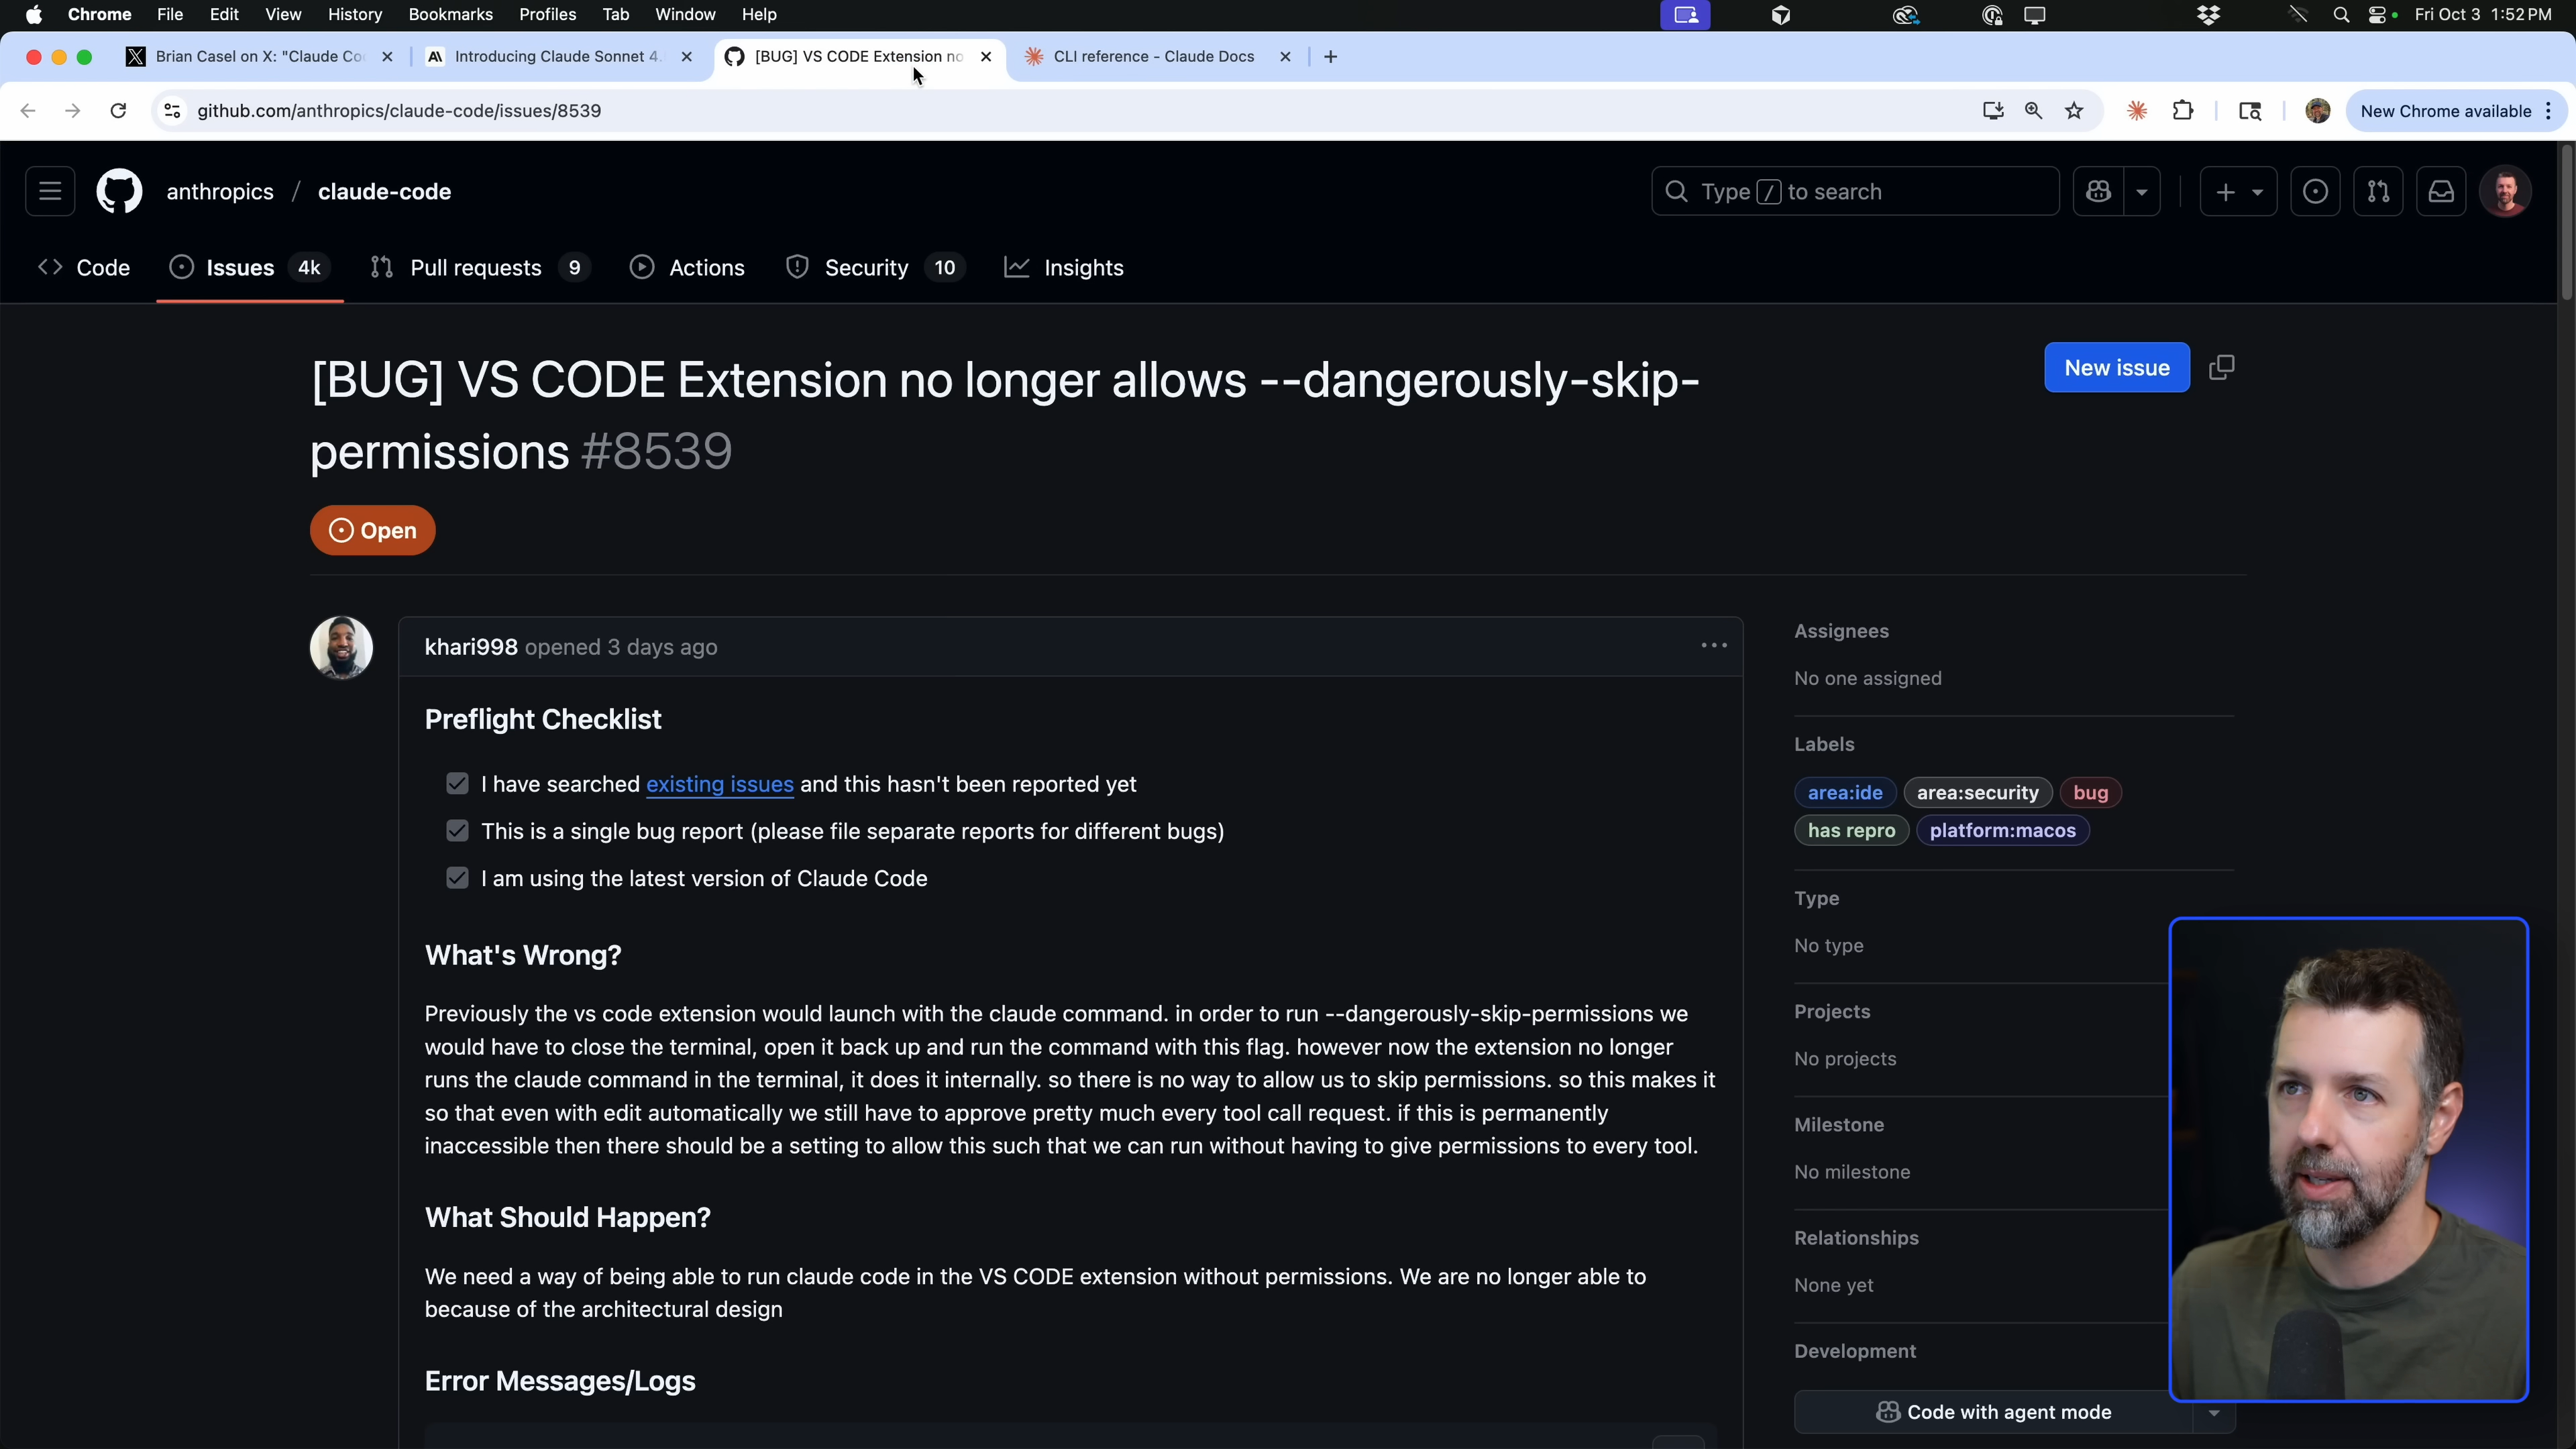 Chrome File Edit View History Bookmarks Profiles Tab Window Help Fri Oct 3 1:52 PM
Brian Casel on X: "Claude Co
Introducing Claude Sonnet 4.
[BUG] VS CODE Extension no
CLI reference - Claude Docs
github.com/anthropics/claude-code/issues/8539
New Chrome available
anthropics / claude-code
Type / to search
Code
Issues 4k
Pull requests 9
Actions
Security 10
Insights
[BUG] VS CODE Extension no longer allows --dangerously-skip-
permissions #8539
New issue
Open
khari998 opened 3 days ago
Preflight Checklist
I have searched existing issues and this hasn't been reported yet
This is a single bug report (please file separate reports for different bugs)
I am using the latest version of Claude Code
What's Wrong?
Previously the vs code extension would launch with the claude command. in order to run --dangerously-skip-permissions we
would have to close the terminal, open it back up and run the command with this flag. however now the extension no longer
runs the claude command in the terminal, it does it internally. so there is no way to allow us to skip permissions. so this makes it
so that even with edit automatically we still have to approve pretty much every tool call request. if this is permanently
inaccessible then there should be a setting to allow this such that we can run without having to give permissions to every tool.
What Should Happen?
We need a way of being able to run claude code in the VS CODE extension without permissions. We are no longer able to
because of the architectural design
Error Messages/Logs
Assignees
No one assigned
Labels
area:ide area:security bug
has repro platform:macos
Type
No type
Projects
No projects
Milestone
No milestone
Relationships
None yet
Development
Code with agent mode